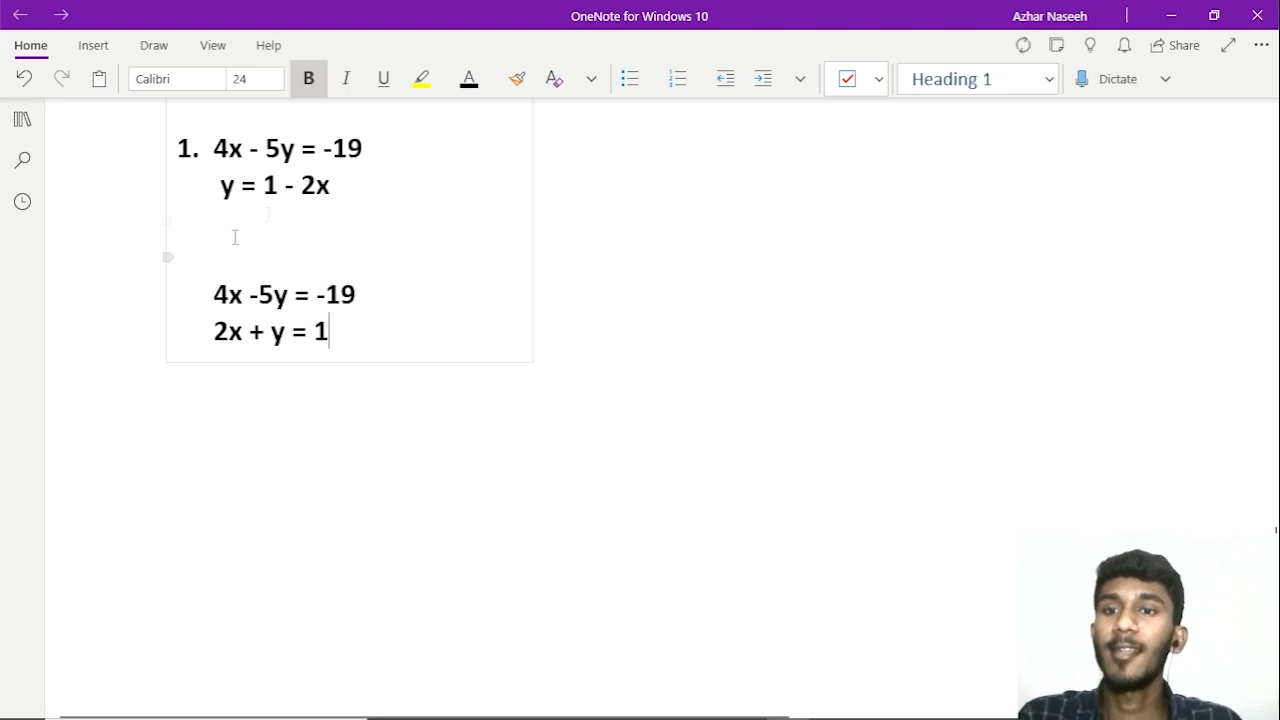 OneNote for Windows 10
Azhar Naseeh
Home Insert Draw View Help
Share
Calibri 24 B I U A A Heading 1 Dictate
1. 4x - 5y = -19
y = 1 - 2x
4x -5y = -19
2x + y = 1